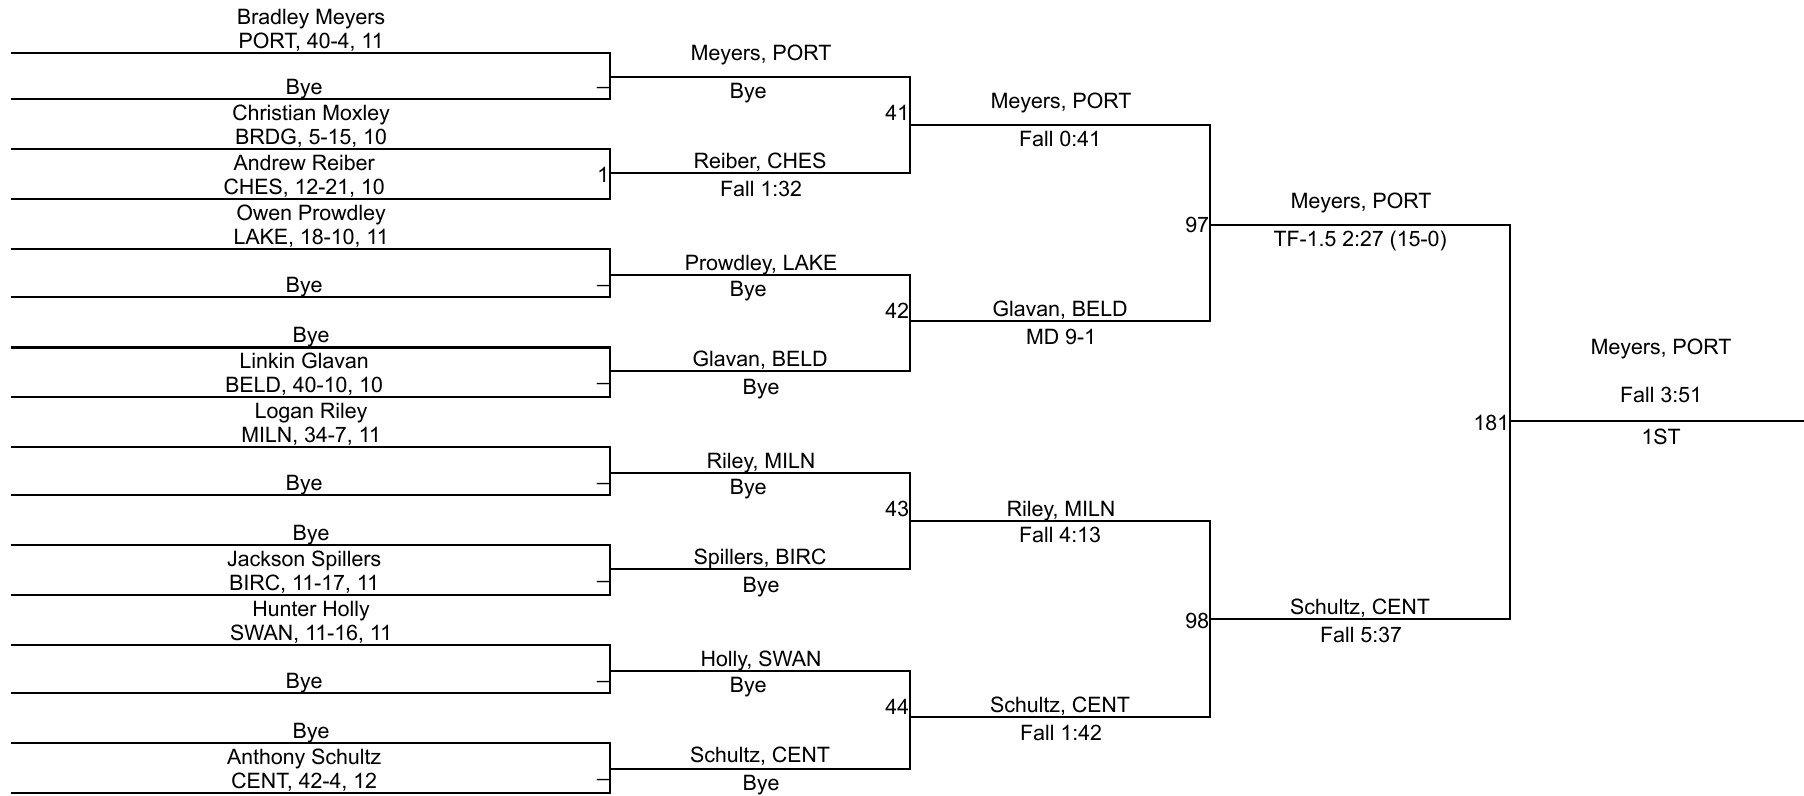 Bradley Meyers
PORT, 40-4, 11
Bye
Christian Moxley
BRDG, 5-15, 10
Andrew Reiber
CHES, 12-21, 10
1
Owen Prowdley
LAKE, 18-10, 11
Bye
Bye
Linkin Glavan
BELD, 40-10, 10
Logan Riley
MILN, 34-7, 11
Bye
Bye
Jackson Spillers
BIRC, 11-17, 11
Hunter Holly
SWAN, 11-16, 11
Bye
Bye
Anthony Schultz
CENT, 42-4, 12
Meyers, PORT
Bye
41
Reiber, CHES
Fall 1:32
Prowdley, LAKE
Bye
42
Glavan, BELD
Bye
Riley, MILN
Bye
43
Spillers, BIRC
Bye
Holly, SWAN
Bye
44
Schultz, CENT
Bye
Meyers, PORT
Fall 0:41
97
Glavan, BELD
MD 9-1
Riley, MILN
Fall 4:13
98
Schultz, CENT
Fall 1:42
Meyers, PORT
TF-1.5 2:27 (15-0)
181
Schultz, CENT
Fall 5:37
Meyers, PORT
Fall 3:51
1ST